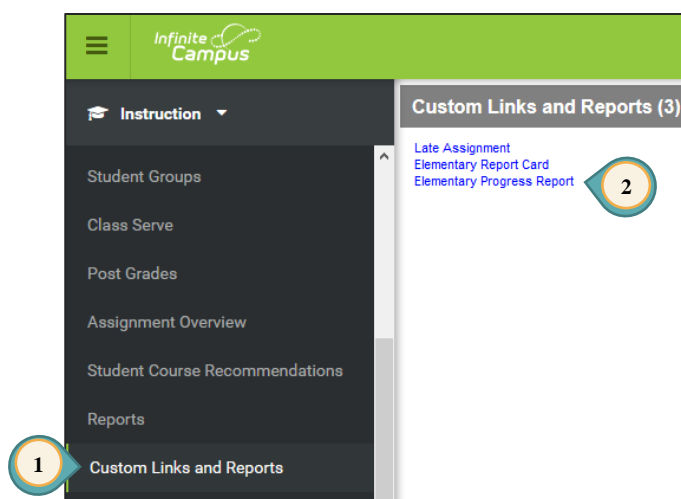 Infinite
Campus
Instruction
Custom Links and Reports (3)
Student Groups
Class Serve
Post Grades
Assignment Overview
Student Course Recommendations
Reports
1
Custom Links and Reports
Late Assignment
Elementary Report Card
Elementary Progress Report
2